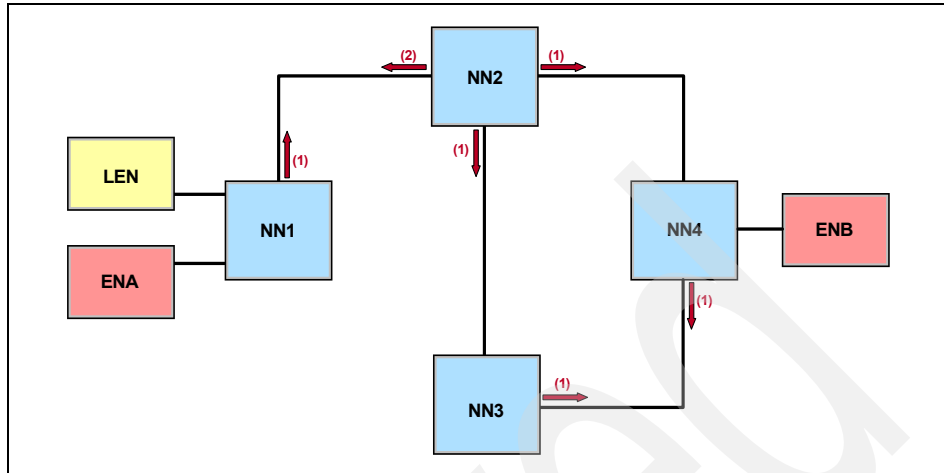 (2)
(1)
NN2
(1)
(1)
LEN
NN1
NN4
ENB
ENA
(1)
(1)
NN3